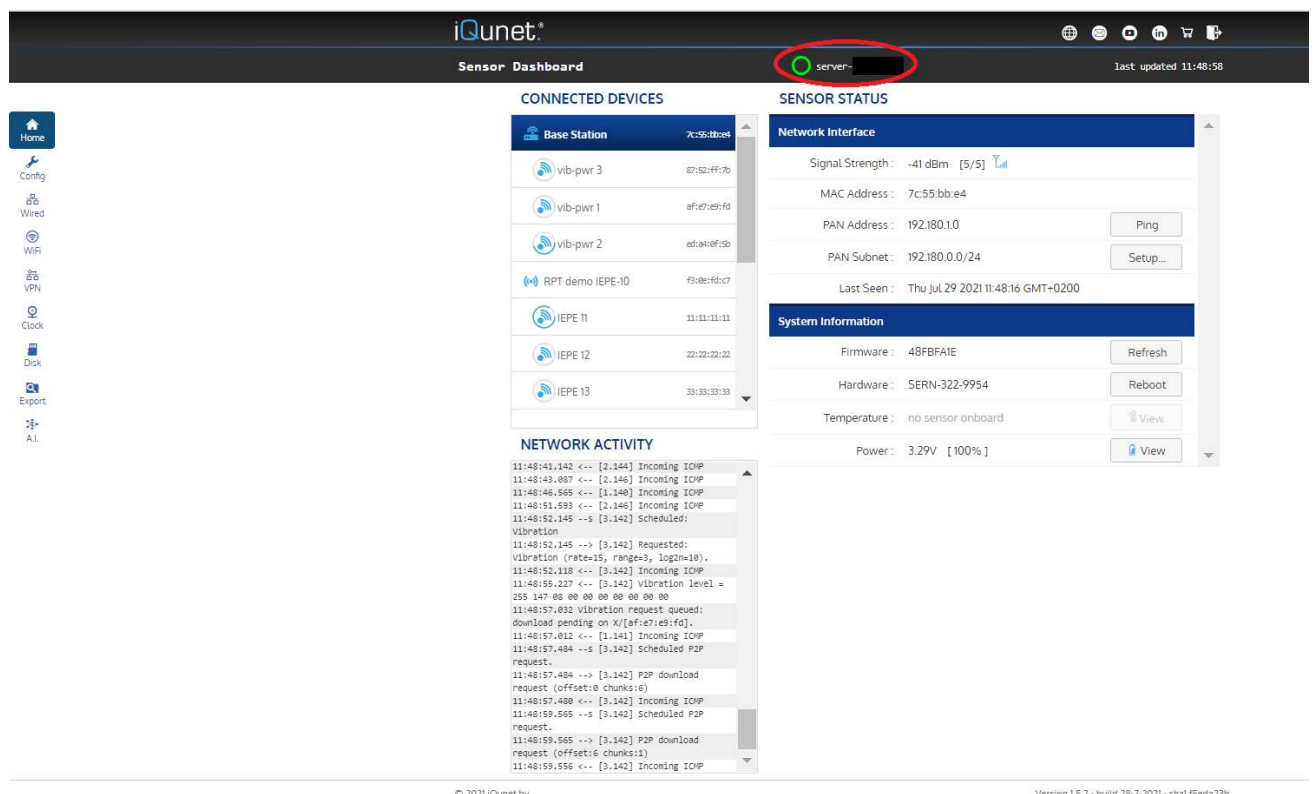 iQunet:
Sensor Dashboard
server-
last updated 11:48:58
Home
Config
Wired
WiFi
VPN
Clock
Disk
Export
A.I.
CONNECTED DEVICES
Base Station 7c:55:bb:e4
vib-pwr 3 87:52:ff:7b
vib-pwr 1 af:e7:e9:fd
vib-pwr 2 ed:a4:0f:5b
RPT demo IEPE-10 f3:0e:fd:c7
IEPE 11 11:11:11:11
IEPE 12 22:22:22:22
IEPE 13 33:33:33:33
NETWORK ACTIVITY
11:48:41.142 <-- [2.144] Incoming ICMP
11:48:43.087 <-- [2.146] Incoming ICMP
11:48:46.565 <-- [1.140] Incoming ICMP
11:48:51.593 <-- [2.146] Incoming ICMP
11:48:52.145 --s [3.142] Scheduled:
Vibration
11:48:52.145 --> [3.142] Requested:
Vibration (rate=15, range=3, log2n=10).
11:48:52.118 <-- [3.142] Incoming ICMP
11:48:55.227 <-- [3.142] Vibration level =
255 147 08 00 00 00 00 00 00 00
11:48:57.032 Vibration request queued:
download pending on X/[af:e7:e9:fd].
11:48:57.012 <-- [1.141] Incoming ICMP
11:48:57.484 --s [3.142] Scheduled P2P
request.
11:48:57.484 --> [3.142] P2P download
request (offset:0 chunks:6)
11:48:57.480 <-- [3.142] Incoming ICMP
11:48:59.565 --s [3.142] Scheduled P2P
request.
11:48:59.565 --> [3.142] P2P download
request (offset:6 chunks:1)
11:48:59.556 <-- [3.142] Incoming ICMP
SENSOR STATUS
Network Interface
Signal Strength : -41 dBm [5/5]
MAC Address : 7c:55:bb:e4
PAN Address : 192.180.1.0 Ping
PAN Subnet : 192.180.0.0/24 Setup...
Last Seen : Thu Jul 29 2021 11:48:16 GMT+0200
System Information
Firmware : 48FBFA1E Refresh
Hardware : SERN-322-9954 Reboot
Temperature : no sensor onboard View
Power : 3.29V [ 100% ] View
© 2021 iQunet bv
Version 1.5.2 - build 28-7-2021 - sha1 f5eda23b